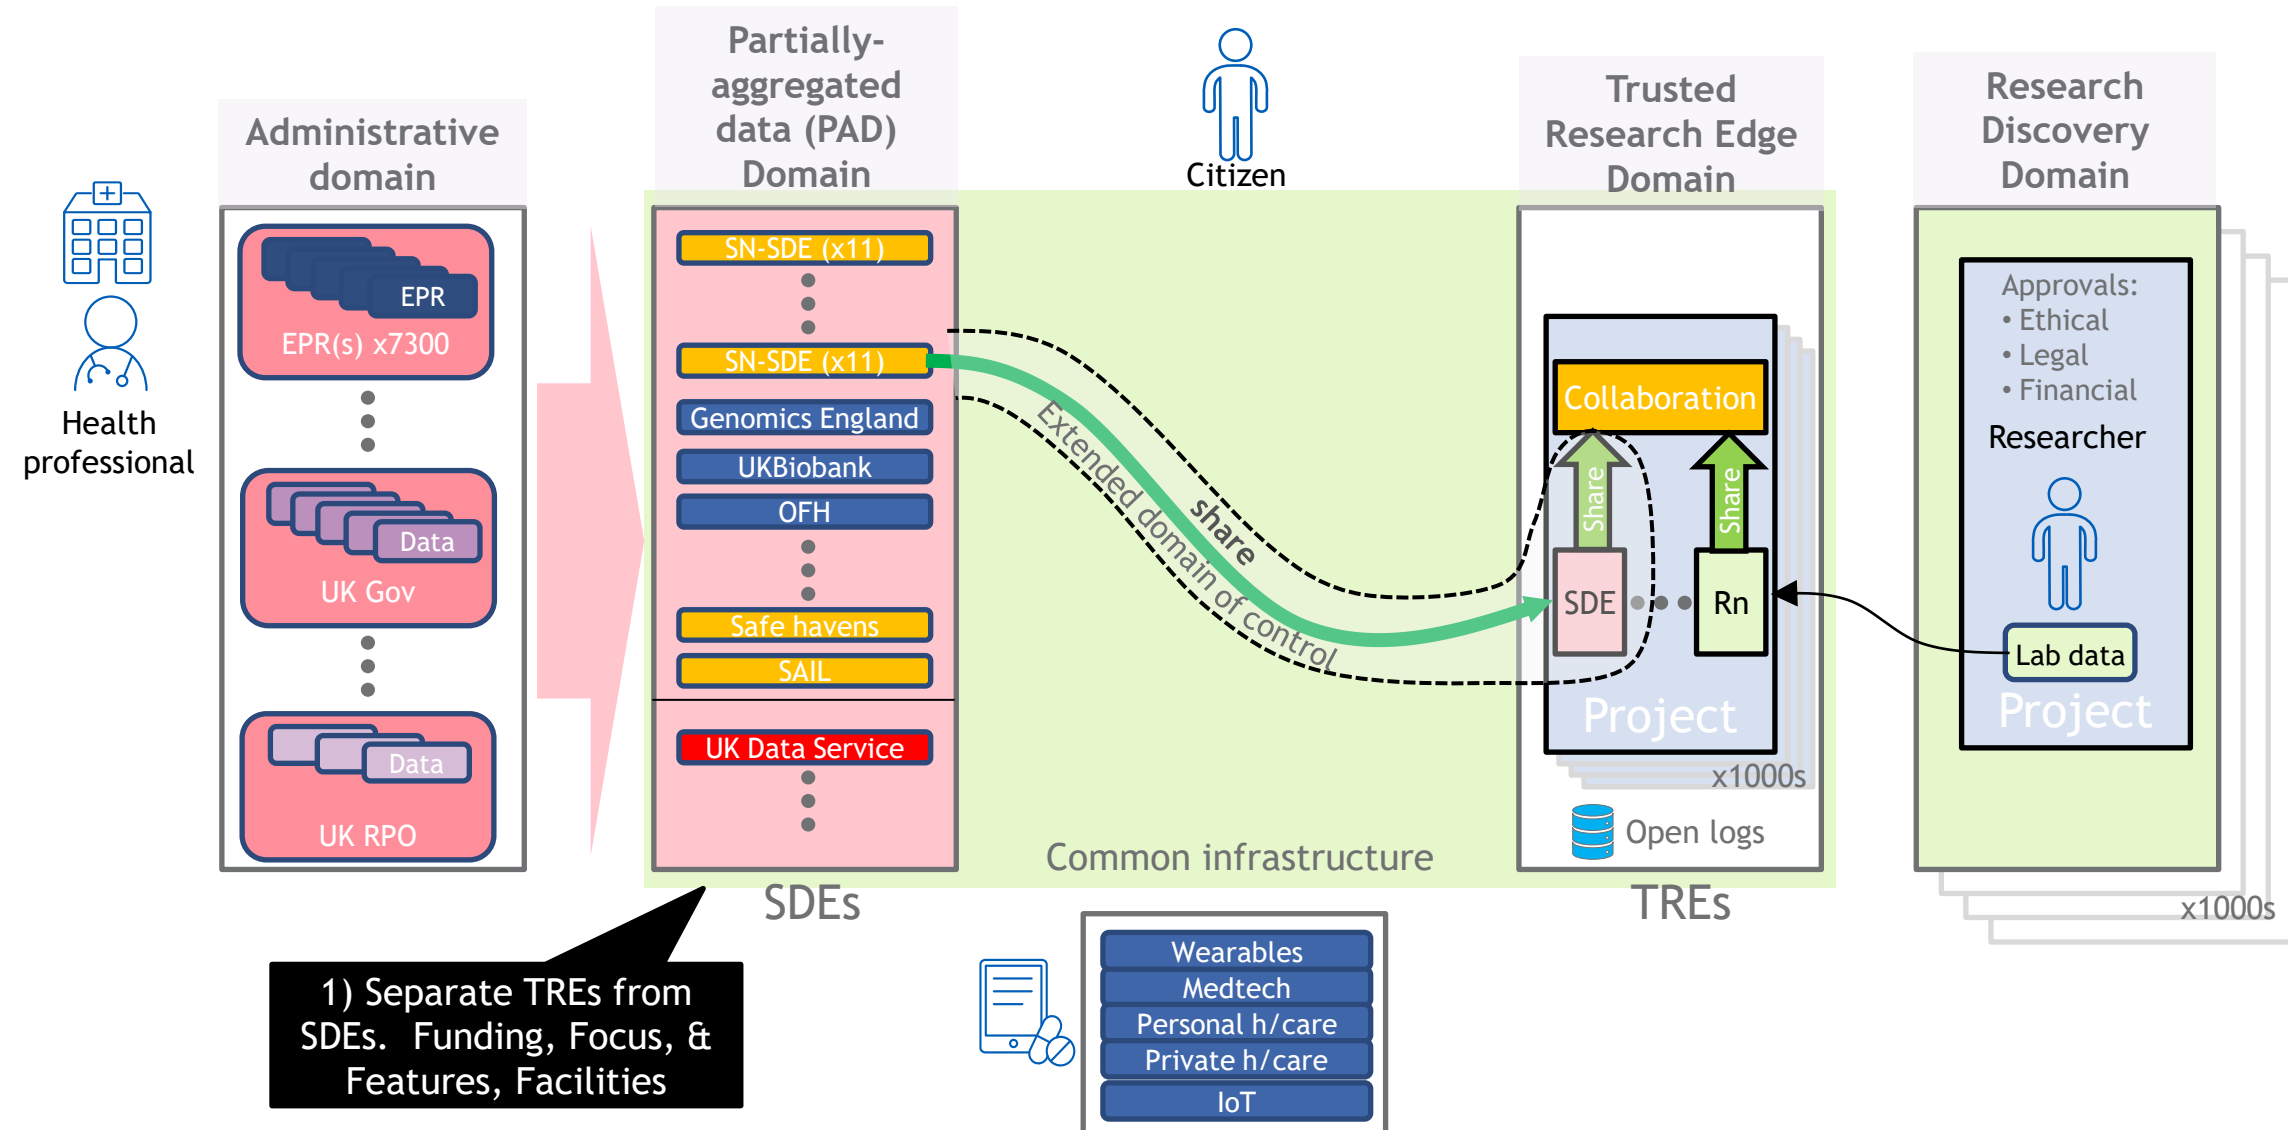 Partially-
aggregated
data (PAD)
Domain
Administrative
domain
Citizen
Trusted
Research Edge
Domain
Research
Discovery
Domain
Health
professional
EPR
EPR(s) x7300
Data
UK Gov
Data
UK RPO
SN-SDE (x11)
SN-SDE (x11)
Genomics England
UKBiobank
OFH
Safe havens
SAIL
UK Data Service
SDEs
share
Extended domain of control
Common infrastructure
Collaboration
Share
Share
SDE
Rn
Project
x1000s
Open logs
TREs
Approvals:
• Ethical
• Legal
• Financial
Researcher
Lab data
Project
x1000s
1) Separate TREs from
SDEs. Funding, Focus, &
Features, Facilities
Wearables
Medtech
Personal h/care
Private h/care
IoT